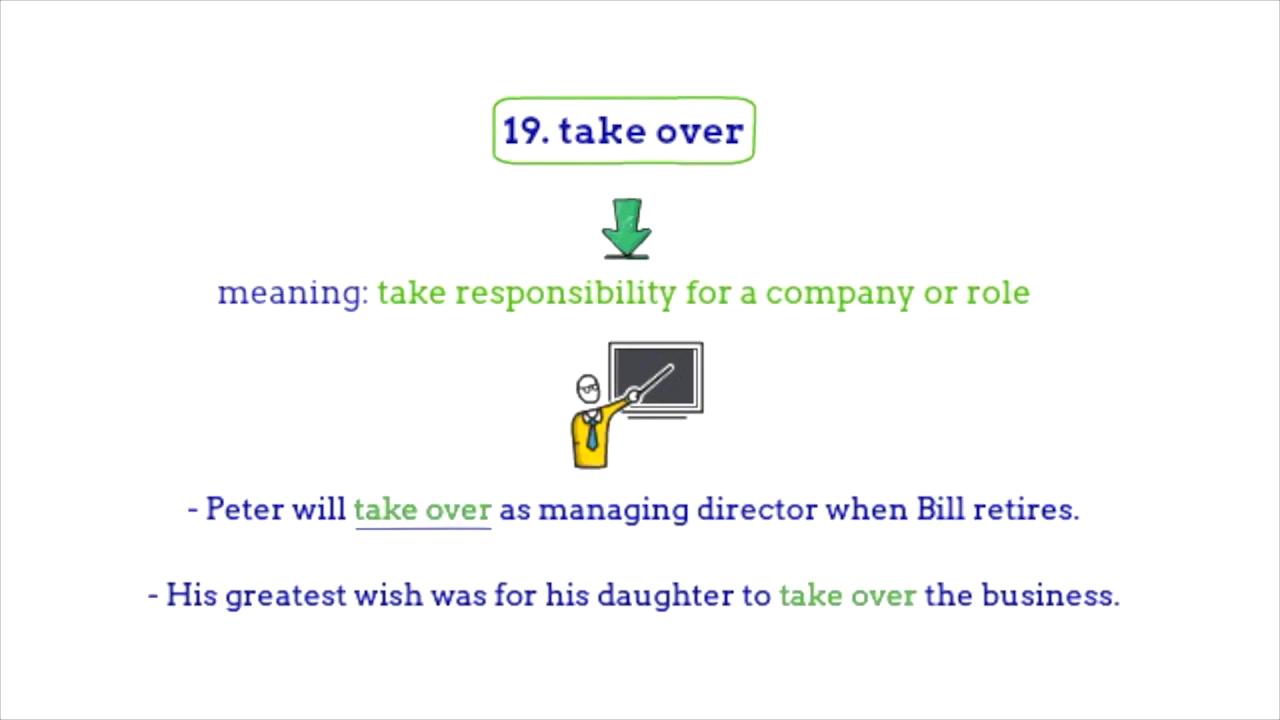 19. take over
meaning: take responsibility for a company or role
- Peter will take over as managing director when Bill retires.
- His greatest wish was for his daughter to take over the business.